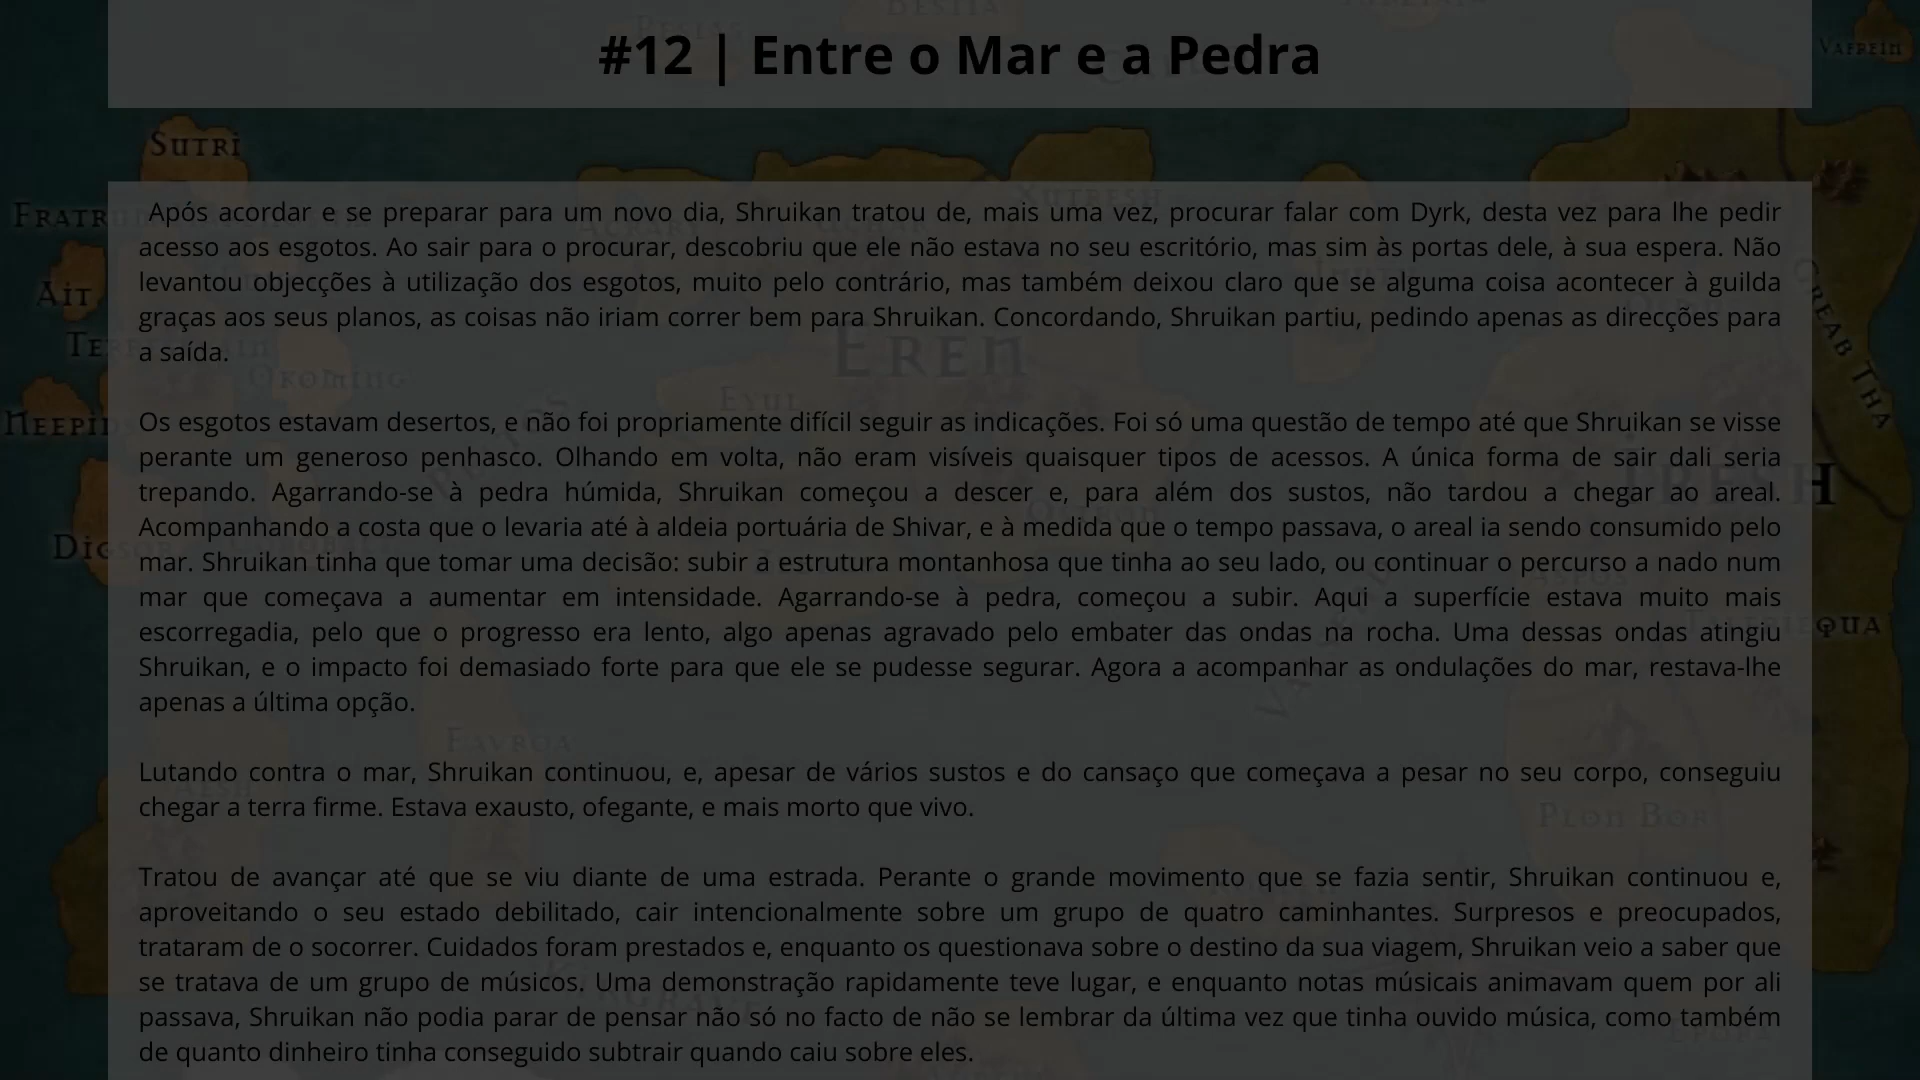 #12 | Entre o Mar e a Pedra
Após acordar e se preparar para um novo dia, Shruikan tratou de, mais uma vez, procurar falar com Dyrk, desta vez para lhe pedir
acesso aos esgotos. Ao sair para o procurar, descobriu que ele não estava no seu escritório, mas sim às portas dele, à sua espera. Não
levantou objecções à utilização dos esgotos, muito pelo contrário, mas também deixou claro que se alguma coisa acontecer à guilda
graças aos seus planos, as coisas não iriam correr bem para Shruikan. Concordando, Shruikan partiu, pedindo apenas as direcções para
a saída.
Os esgotos estavam desertos, e não foi propriamente difícil seguir as indicações. Foi só uma questão de tempo até que Shruikan se visse
perante um generoso penhasco. Olhando em volta, não eram visíveis quaisquer tipos de acessos. A única forma de sair dali seria
trepando. Agarrando-se à pedra húmida, Shruikan começou a descer e, para além dos sustos, não tardou a chegar ao areal.
Acompanhando a costa que o levaria até à aldeia portuária de Shivar, e à medida que o tempo passava, o areal ia sendo consumido pelo
mar. Shruikan tinha que tomar uma decisão: subir a estrutura montanhosa que tinha ao seu lado, ou continuar o percurso a nado num
mar que começava a aumentar em intensidade. Agarrando-se à pedra, começou a subir. Aqui a superfície estava muito mais
escorregadia, pelo que o progresso era lento, algo apenas agravado pelo embater das ondas na rocha. Uma dessas ondas atingiu
Shruikan, e o impacto foi demasiado forte para que ele se pudesse segurar. Agora a acompanhar as ondulações do mar, restava-lhe
apenas a última opção.
Lutando contra o mar, Shruikan continuou, e, apesar de vários sustos e do cansaço que começava a pesar no seu corpo, conseguiu
chegar a terra firme. Estava exausto, ofegante, e mais morto que vivo.
Tratou de avançar até que se viu diante de uma estrada. Perante o grande movimento que se fazia sentir, Shruikan continuou e,
aproveitando o seu estado debilitado, cair intencionalmente sobre um grupo de quatro caminhantes. Surpresos e preocupados,
trataram de o socorrer. Cuidados foram prestados e, enquanto os questionava sobre o destino da sua viagem, Shruikan veio a saber que
se tratava de um grupo de músicos. Uma demonstração rapidamente teve lugar, e enquanto notas músicais animavam quem por ali
passava, Shruikan não podia parar de pensar não só no facto de não se lembrar da última vez que tinha ouvido música, como também
de quanto dinheiro tinha conseguido subtrair quando caiu sobre eles.
Vafrein
Sutri
Ait
Eren
Eyul
Okoming
Favroa
Plon Bor